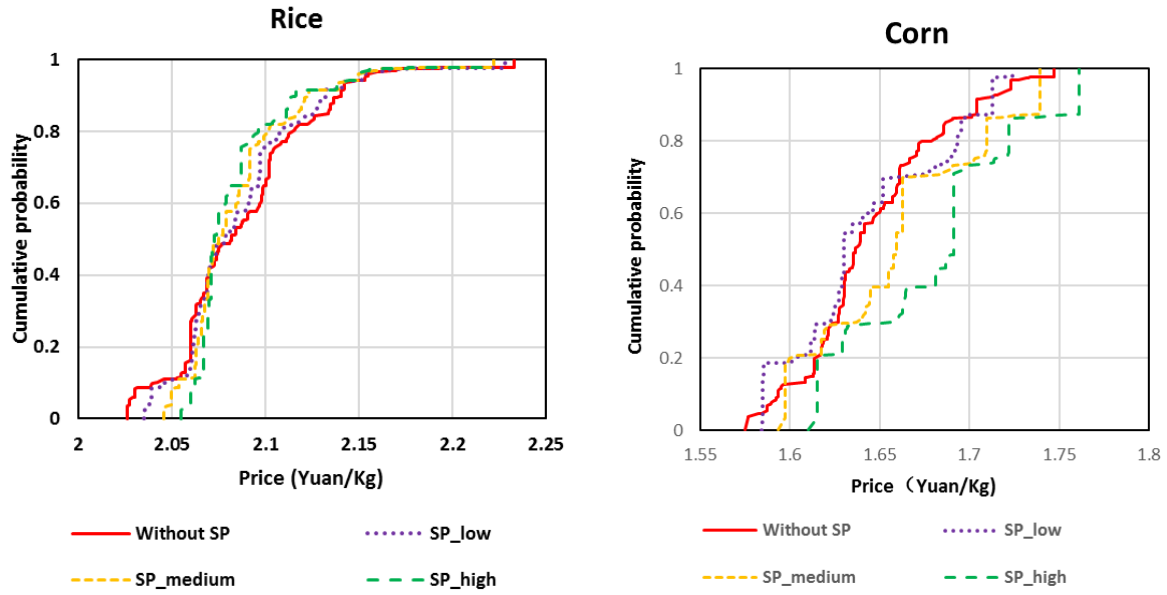 Rice
Cumulative probability
1
0.8
0.6
0.4
0.2
0
2
2.05
2.1
2.15
2.2
2.25
Price (Yuan/Kg)
Without SP
SP_low
SP_medium
SP_high
Corn
Cumulative probability
1
0.8
0.6
0.4
0.2
0
1.55
1.6
1.65
1.7
1.75
1.8
Price（Yuan/Kg)
Without SP
SP_low
SP_medium
SP_high